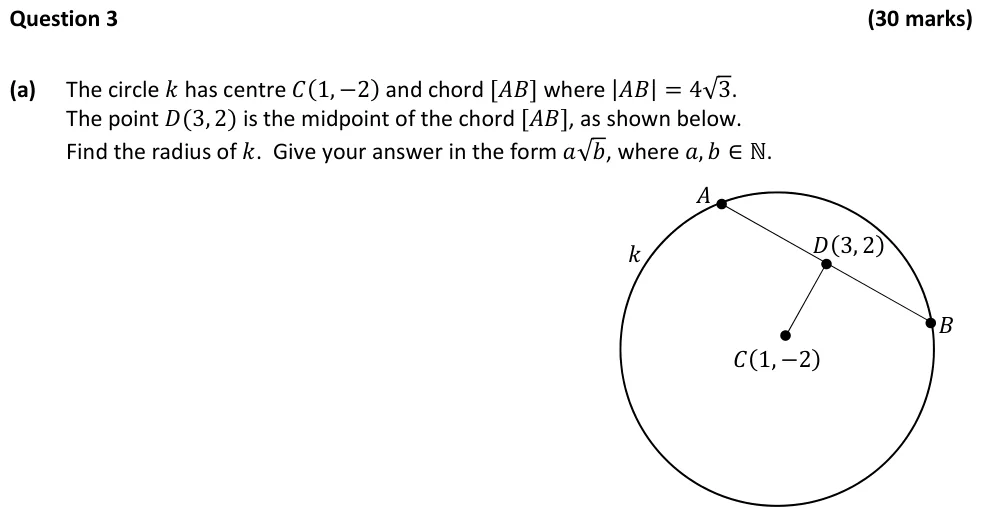 Question 3 (30 marks)
(a) The circle k has centre C(1, −2) and chord [AB] where |AB| = 4√3.
The point D(3, 2) is the midpoint of the chord [AB], as shown below.
Find the radius of k. Give your answer in the form a√b, where a, b ∈ ℕ.
A
D(3, 2)
k
B
C(1, −2)